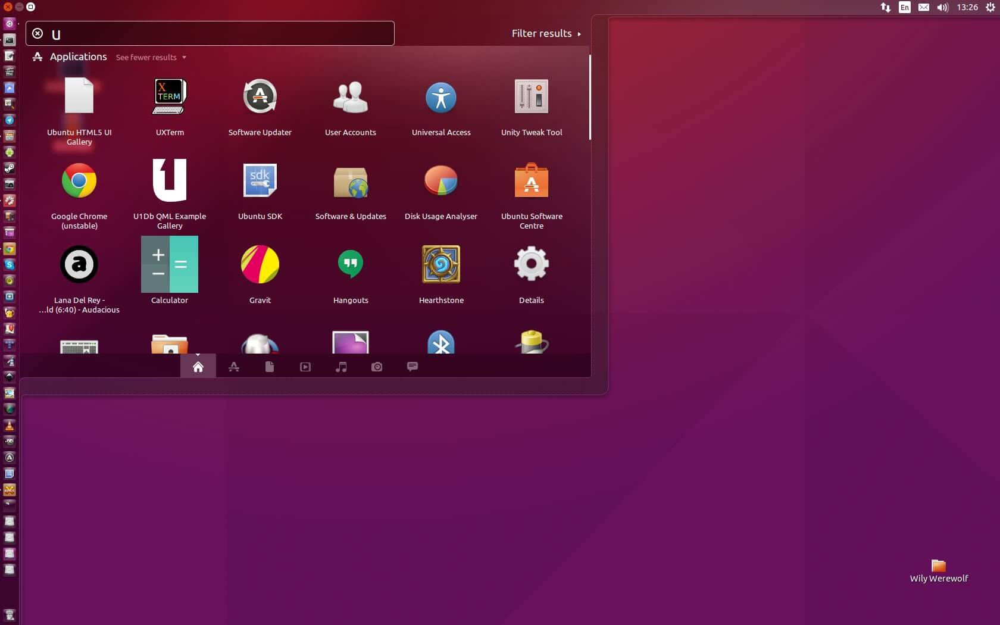 En
13:26
u
Filter results
Applications See fewer results
X
TERM
Ubuntu HTML5 UI
Gallery
UXTerm
Software Updater
User Accounts
Universal Access
Unity Tweak Tool
sdk
Google Chrome
(unstable)
U1Db QML Example
Gallery
Ubuntu SDK
Software & Updates
Disk Usage Analyser
Ubuntu Software
Centre
a
Lana Del Rey -
...ld (6:40) - Audacious
Calculator
Gravit
Hangouts
Hearthstone
Details
Wily Werewolf